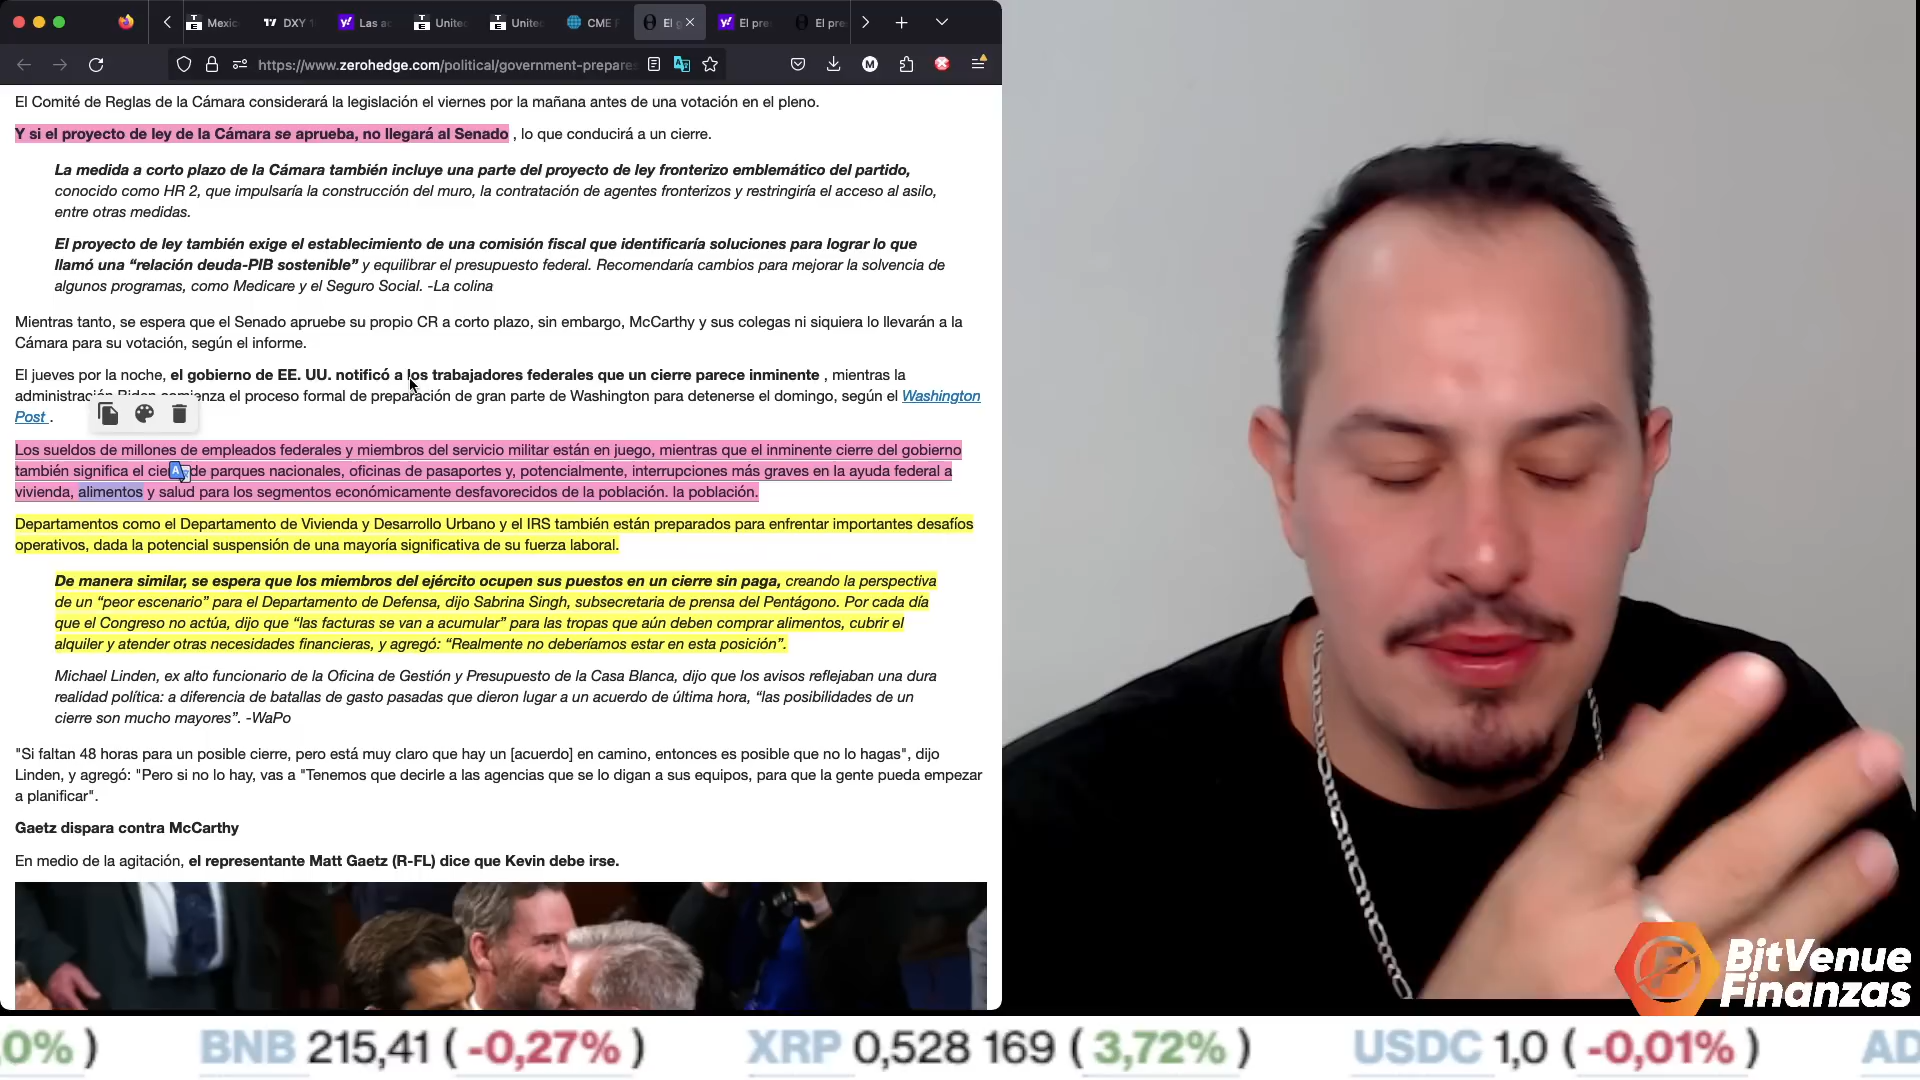 Mexic
DXY 1
Las ac
Unitec
Unitec
CME F
El g
El pre
El pre
https://www.zerohedge.com/political/government-prepares
El Comité de Reglas de la Cámara considerará la legislación el viernes por la mañana antes de una votación en el pleno.
Y si el proyecto de ley de la Cámara se aprueba, no llegará al Senado , lo que conducirá a un cierre.
La medida a corto plazo de la Cámara también incluye una parte del proyecto de ley fronterizo emblemático del partido,
conocido como HR 2, que impulsaría la construcción del muro, la contratación de agentes fronterizos y restringiría el acceso al asilo,
entre otras medidas.
El proyecto de ley también exige el establecimiento de una comisión fiscal que identificaría soluciones para lograr lo que
llamó una “relación deuda-PIB sostenible” y equilibrar el presupuesto federal. Recomendaría cambios para mejorar la solvencia de
algunos programas, como Medicare y el Seguro Social. -La colina
Mientras tanto, se espera que el Senado apruebe su propio CR a corto plazo, sin embargo, McCarthy y sus colegas ni siquiera lo llevarán a la
Cámara para su votación, según el informe.
El jueves por la noche, el gobierno de EE. UU. notificó a los trabajadores federales que un cierre parece inminente , mientras la
administración Biden comienza el proceso formal de preparación de gran parte de Washington para detenerse el domingo, según el Washington
Post .
Los sueldos de millones de empleados federales y miembros del servicio militar están en juego, mientras que el inminente cierre del gobierno
también significa el cie de parques nacionales, oficinas de pasaportes y, potencialmente, interrupciones más graves en la ayuda federal a
vivienda, alimentos y salud para los segmentos económicamente desfavorecidos de la población. la población.
Departamentos como el Departamento de Vivienda y Desarrollo Urbano y el IRS también están preparados para enfrentar importantes desafíos
operativos, dada la potencial suspensión de una mayoría significativa de su fuerza laboral.
De manera similar, se espera que los miembros del ejército ocupen sus puestos en un cierre sin paga, creando la perspectiva
de un “peor escenario” para el Departamento de Defensa, dijo Sabrina Singh, subsecretaria de prensa del Pentágono. Por cada día
que el Congreso no actúa, dijo que “las facturas se van a acumular” para las tropas que aún deben comprar alimentos, cubrir el
alquiler y atender otras necesidades financieras, y agregó: “Realmente no deberíamos estar en esta posición”.
Michael Linden, ex alto funcionario de la Oficina de Gestión y Presupuesto de la Casa Blanca, dijo que los avisos reflejaban una dura
realidad política: a diferencia de batallas de gasto pasadas que dieron lugar a un acuerdo de última hora, “las posibilidades de un
cierre son mucho mayores”. -WaPo
"Si faltan 48 horas para un posible cierre, pero está muy claro que hay un [acuerdo] en camino, entonces es posible que no lo hagas", dijo
Linden, y agregó: "Pero si no lo hay, vas a "Tenemos que decirle a las agencias que se lo digan a sus equipos, para que la gente pueda empezar
a planificar".
Gaetz dispara contra McCarthy
En medio de la agitación, el representante Matt Gaetz (R-FL) dice que Kevin debe irse.
BitVenue
Finanzas
,0% ) BNB 215,41 ( -0,27% ) XRP 0,528 169 ( 3,72% ) USDC 1,0 ( -0,01% ) AD